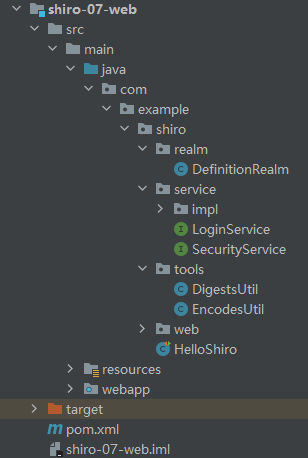 shiro-07-web
src
main
java
com
example
shiro
realm
DefinitionRealm
service
impl
LoginService
SecurityService
tools
DigestsUtil
EncodesUtil
web
HelloShiro
resources
webapp
target
pom.xml
shiro-07-web.iml